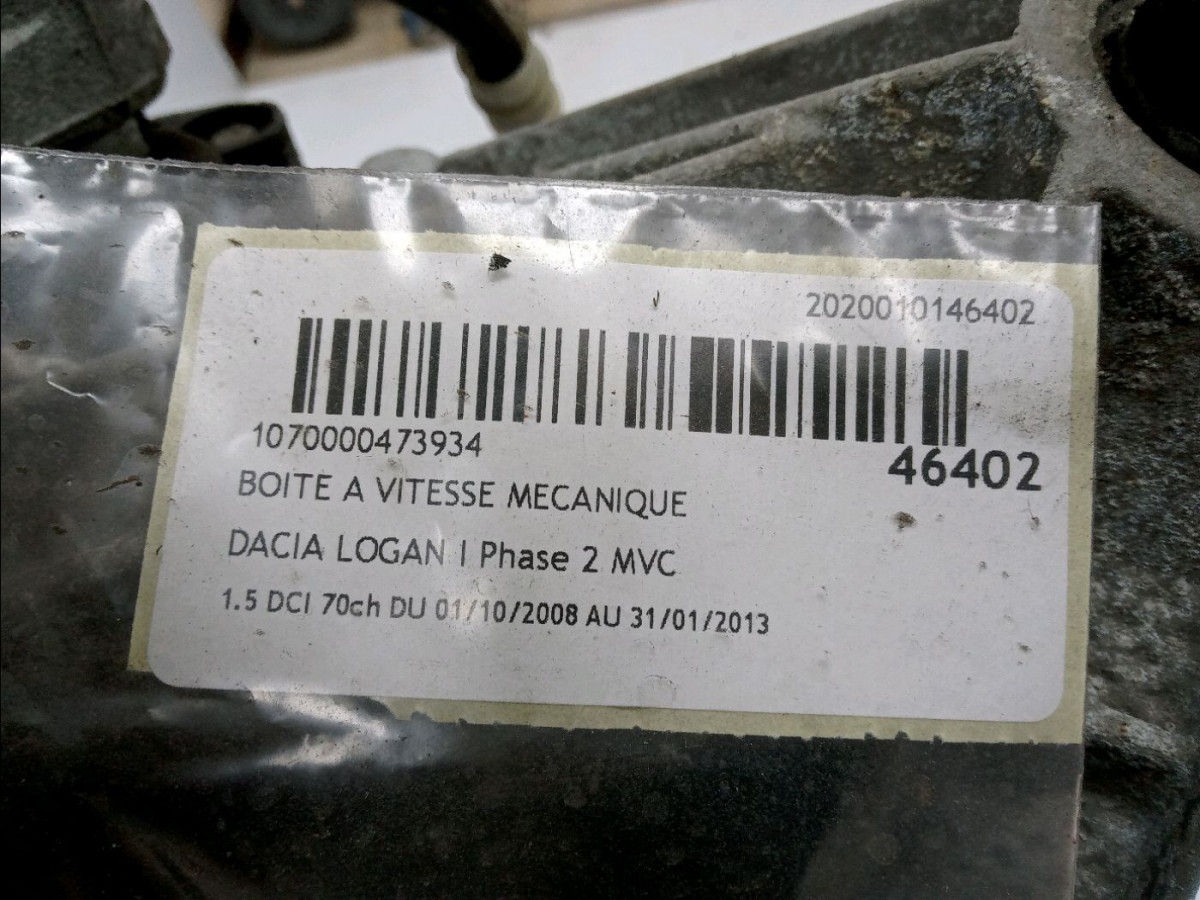 2020010146402
1070000473934
46402
BOITE A VITESSE MECANIQUE
DACIA LOGAN I Phase 2 MVC
1.5 DCI 70ch DU 01/10/2008 AU 31/01/2013